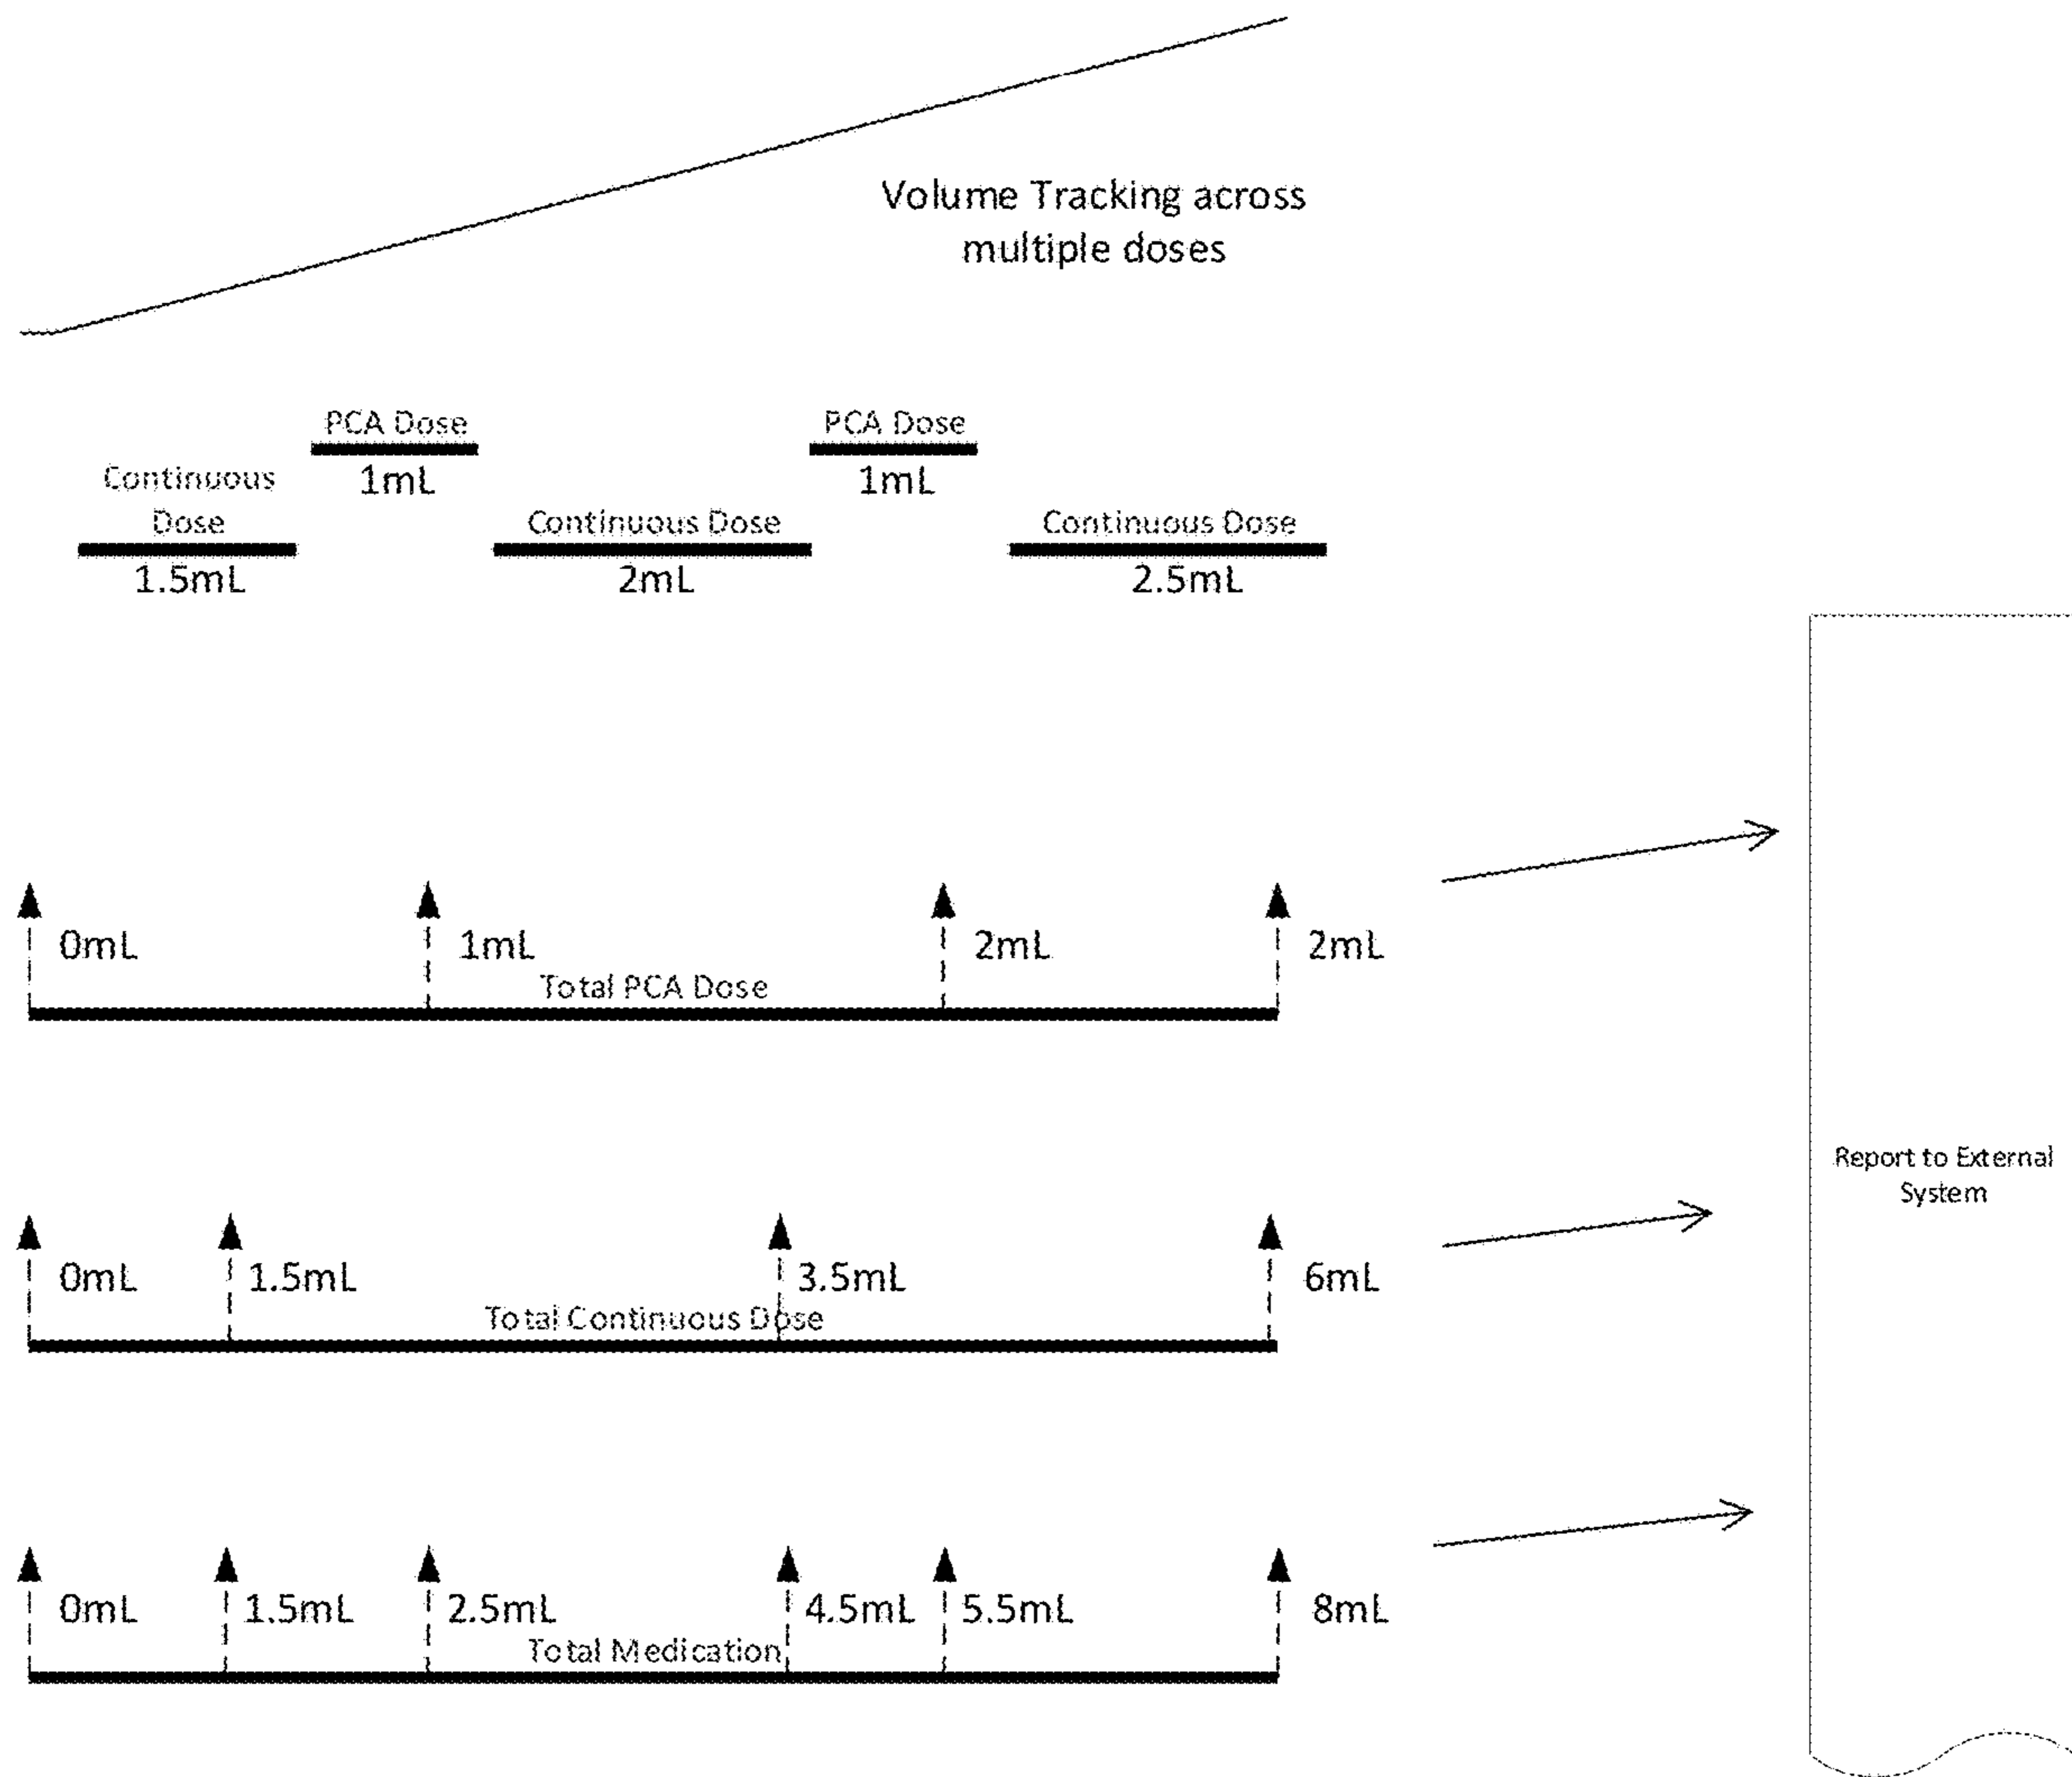 Volume Tracking across
multiple doses
PCA Dose
1mL
PCA Dose
1mL
Continuous
Dose
1.5mL
Continuous Dose
2mL
Continuous Dose
2.5mL
0mL
1mL
2mL
2mL
Total PCA Dose
Report to External
System
0mL
1.5mL
3.5mL
6mL
Total Continuous Dose
0mL
1.5mL
2.5mL
4.5mL
5.5mL
8mL
Total Medication